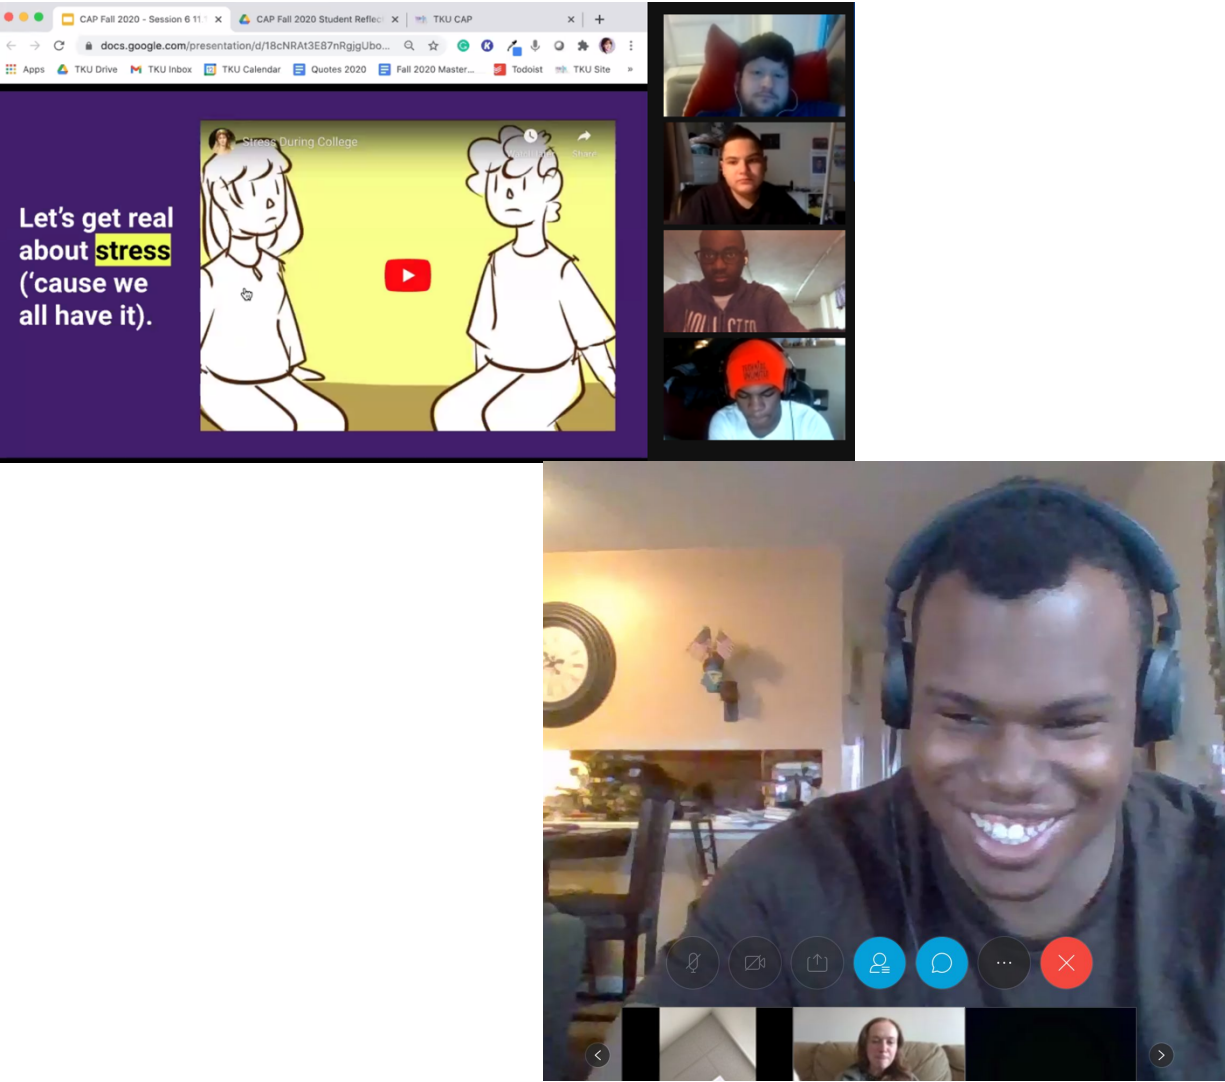 CAP Fall 2020 - Session 6 11
CAP Fall 2020 Student Reflec
TKU CAP
docs.google.com/presentation/d/18cNRAt3E87nRgjgUbo...
Apps
TKU Drive
TKU Inbox
TKU Calendar
Quotes 2020
Fall 2020 Master...
Todoist
TKU Site
Stress During College
Share
Let's get real
about stress
('cause we
all have it).